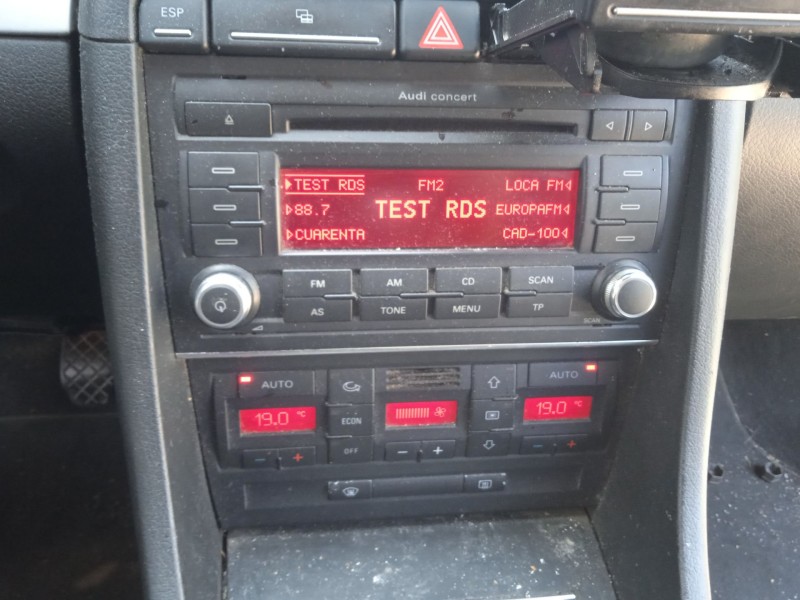 ESP
Audi concert
TEST RDS FM2 LOCA FM
88.7 TEST RDS EUROPAFM
CUARENTA CAD-100
FM AM CD SCAN
AS TONE MENU TP
SCAN
AUTO AUTO
19.0 °C ECON 19.0 °C
OFF